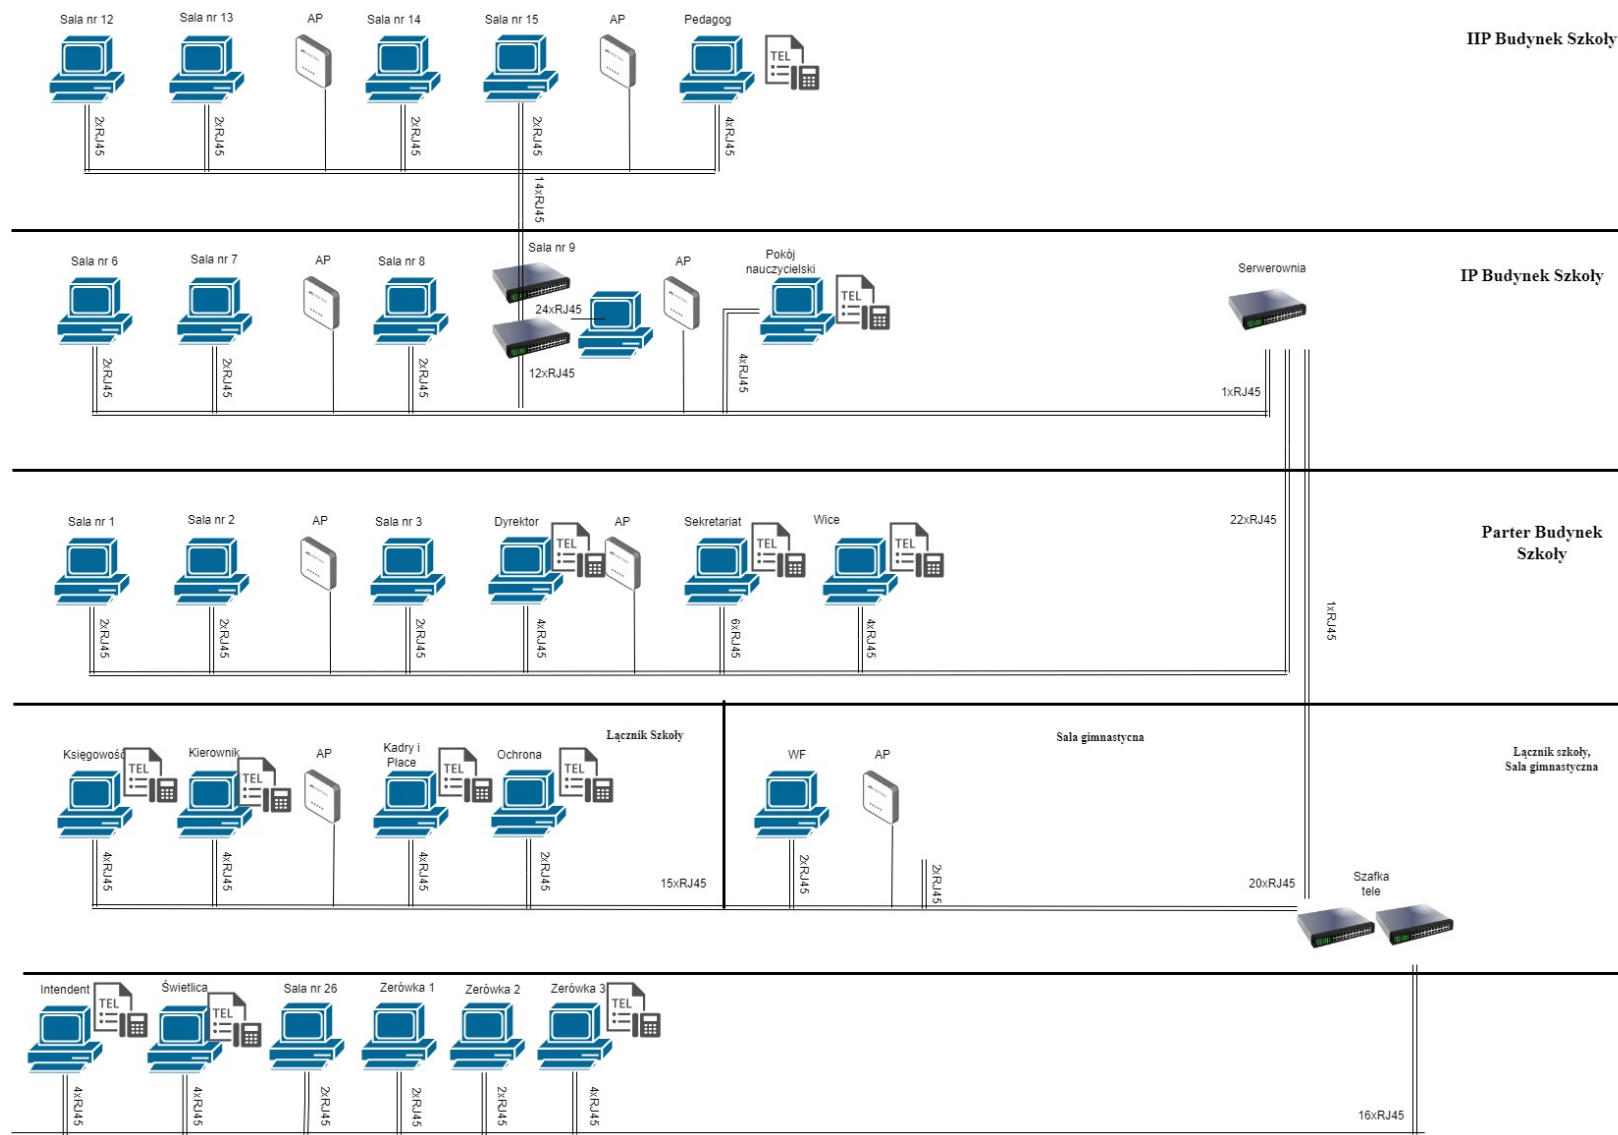 Sala nr 12
Sala nr 13
AP
Sala nr 14
Sala nr 15
AP
Pedagog
TEL
IIP Budynek Szkoły
2xRJ45
2xRJ45
2xRJ45
2xRJ45
4xRJ45
14xRJ45
Sala nr 6
Sala nr 7
AP
Sala nr 8
Sala nr 9
AP
Pokój
nauczycielski
TEL
Serwerownia
IP Budynek Szkoły
24xRJ45
2xRJ45
2xRJ45
2xRJ45
12xRJ45
4xRJ45
1xRJ45
Sala nr 1
Sala nr 2
AP
Sala nr 3
Dyrektor
TEL
AP
Sekretariat
TEL
Wice
TEL
22xRJ45
Parter Budynek
Szkoły
2xRJ45
2xRJ45
2xRJ45
4xRJ45
6xRJ45
4xRJ45
1xRJ45
Księgowość
TEL
Kierownik
TEL
AP
Kadry i
Płace
TEL
Ochrona
TEL
Łącznik Szkoły
WF
AP
Sala gimnastycna
Łącznik szkoły,
Sala gimnastyczna
4xRJ45
4xRJ45
4xRJ45
2xRJ45
15xRJ45
2xRJ45
2xRJ45
20xRJ45
Szafka
tele
Intendent
TEL
Świetlica
TEL
Sala nr 26
Zerówka 1
Zerówka 2
Zerówka 3
TEL
4xRJ45
4xRJ45
2xRJ45
2xRJ45
2xRJ45
4xRJ45
16xRJ45